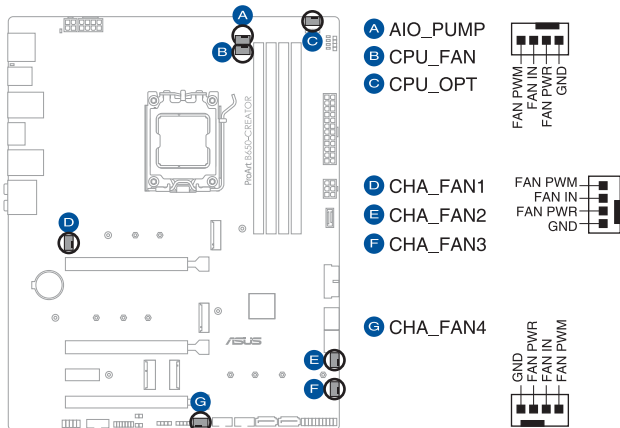 A AIO_PUMP
B CPU_FAN
C CPU_OPT
FAN PWM
FAN IN
FAN PWR
GND
D CHA_FAN1
E CHA_FAN2
F CHA_FAN3
FAN PWM
FAN IN
FAN PWR
GND
G CHA_FAN4
GND
FAN PWR
FAN IN
FAN PWM
A
B
C
ProArt B650-CREATOR
D
ASUS
E
F
G